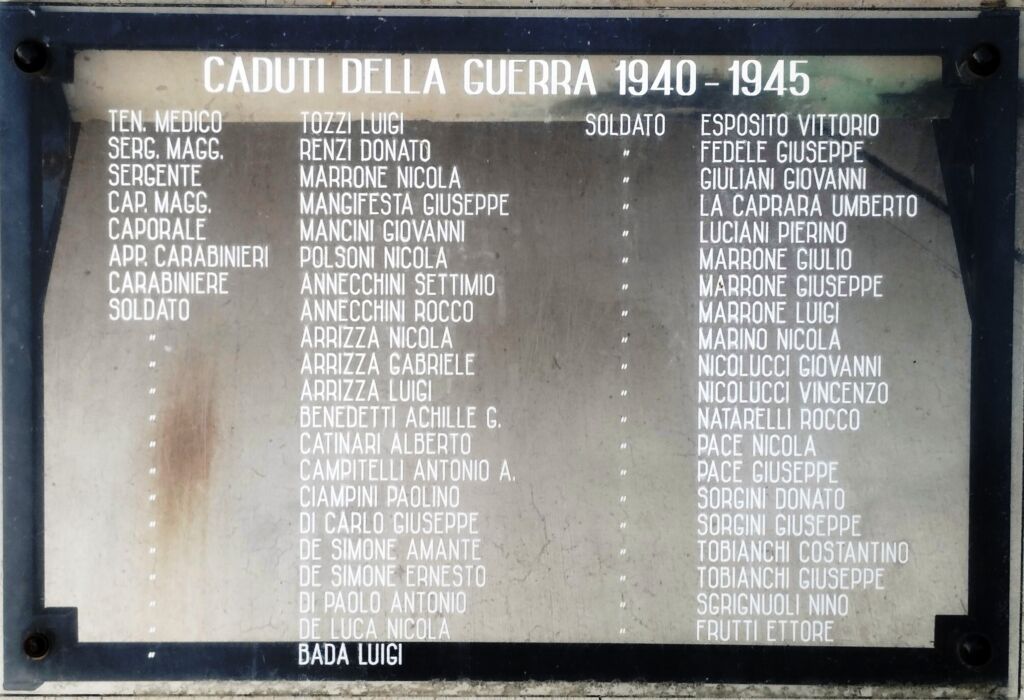 CADUTI DELLA GUERRA 1940-1945
TEN. MEDICO TOZZI LUIGI
SERG. MAGG. RENZI DONATO
SERGENTE MARRONE NICOLA
CAP. MAGG. MANGIFESTA GIUSEPPE
CAPORALE MANCINI GIOVANNI
APP. CARABINIERI POLSONI NICOLA
CARABINIERE ANNECCHINI SETTIMIO
SOLDATO ANNECCHINI ROCCO
" ARRIZZA NICOLA
" ARRIZZA GABRIELE
" ARRIZZA LUIGI
" BENEDETTI ACHILLE G.
" CATINARI ALBERTO
" CAMPITELLI ANTONIO A.
" CIAMPINI PAOLINO
" DI CARLO GIUSEPPE
" DE SIMONE AMANTE
" DE SIMONE ERNESTO
" DI PAOLO ANTONIO
" DE LUCA NICOLA
" BADA LUIGI
SOLDATO ESPOSITO VITTORIO
" FEDELE GIUSEPPE
" GIULIANI GIOVANNI
" LA CAPRARA UMBERTO
" LUCIANI PIERINO
" MARRONE GIULIO
" MARRONE GIUSEPPE
" MARRONE LUIGI
" MARINO NICOLA
" NICOLUCCI GIOVANNI
" NICOLUCCI VINCENZO
" NATARELLI ROCCO
" PACE NICOLA
" PACE GIUSEPPE
" SORGINI DONATO
" SORGINI GIUSEPPE
" TOBIANCHI COSTANTINO
" TOBIANCHI GIUSEPPE
" SGRIGNUOLI NINO
" FRUTTI ETTORE